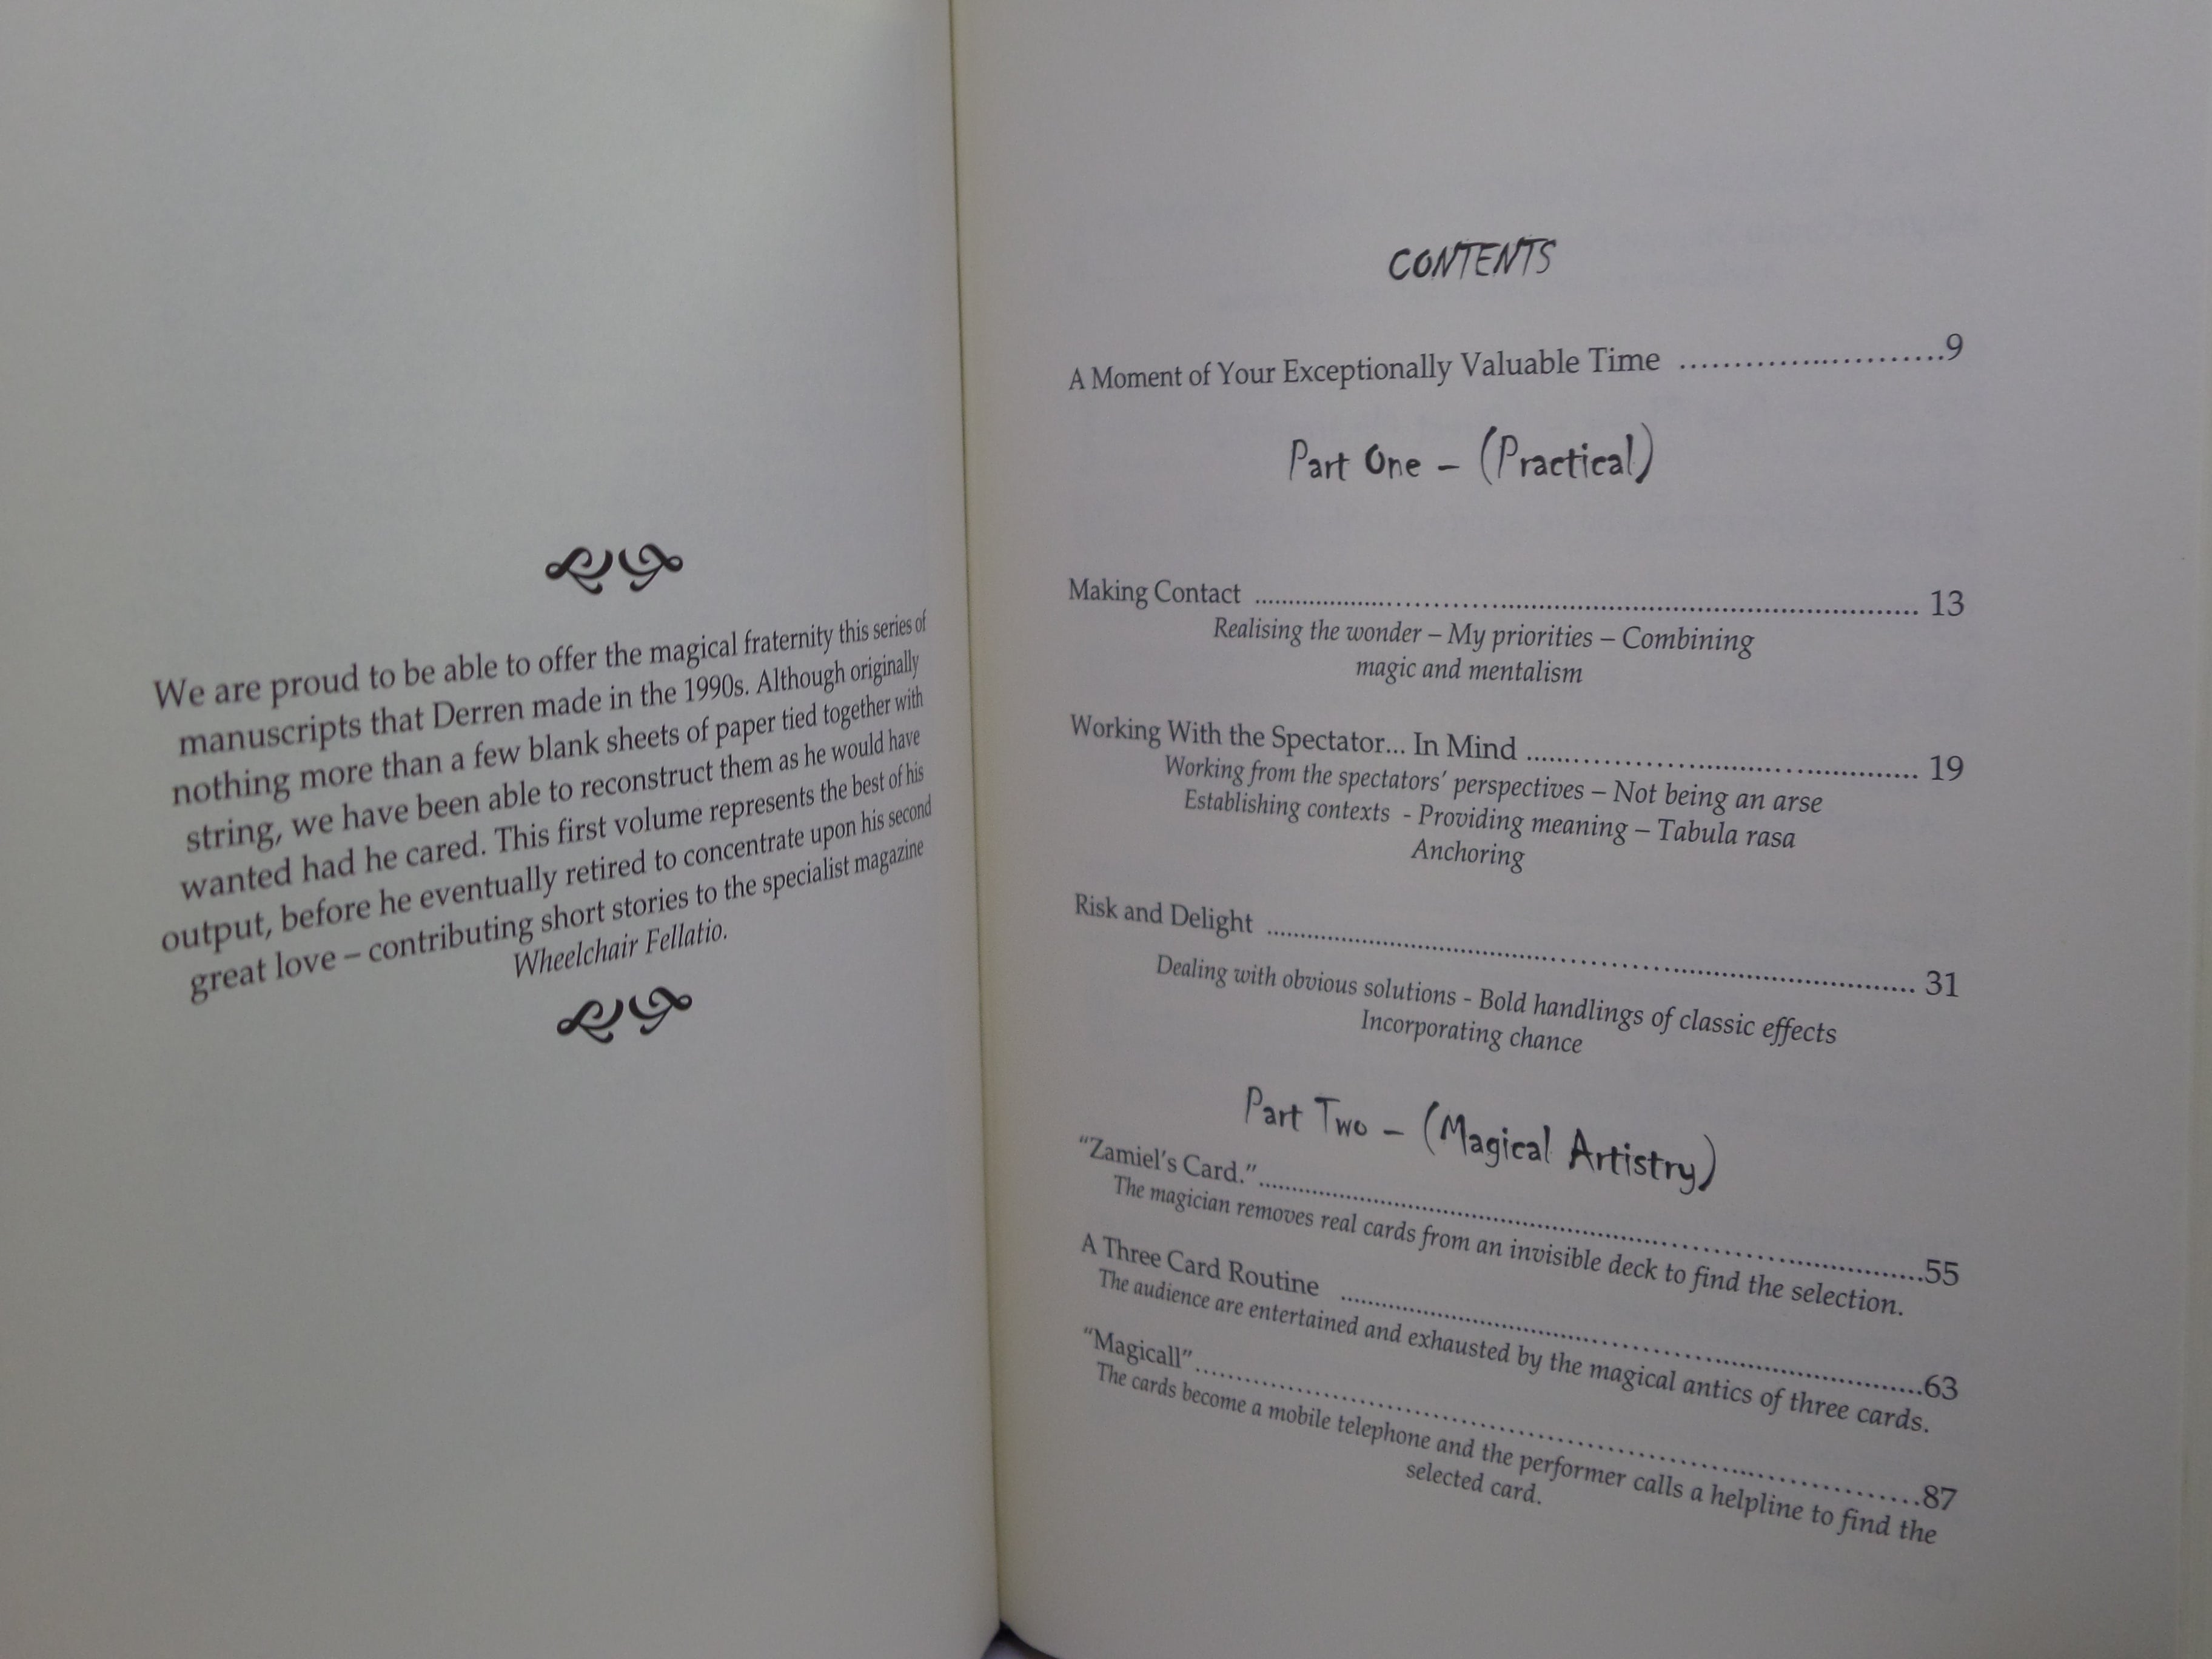 We are proud to be able to offer the magical fraternity this series of
manuscripts that Derren made in the 1990s. Although originally
nothing more than a few blank sheets of paper tied together with
string, we have been able to reconstruct them as he would have
wanted had he cared. This first volume represents the best of his
output, before he eventually retired to concentrate upon his second
great love – contributing short stories to the specialist magazine
Wheelchair Fellatio.
CONTENTS
A Moment of Your Exceptionally Valuable Time ..............................9
Part One – (Practical)
Making Contact .......................................................................... 13
Realising the wonder – My priorities – Combining
magic and mentalism
Working With the Spectator... In Mind ............................................ 19
Working from the spectators' perspectives – Not being an arse
Establishing contexts - Providing meaning – Tabula rasa
Anchoring
Risk and Delight ........................................................................ 31
Dealing with obvious solutions - Bold handlings of classic effects
Incorporating chance
Part Two – (Magical Artistry)
"Zamiel's Card."..........................................................................55
The magician removes real cards from an invisible deck to find the selection.
A Three Card Routine ..................................................................63
The audience are entertained and exhausted by the magical antics of three cards.
"Magicall"..................................................................................87
The cards become a mobile telephone and the performer calls a helpline to find the
selected card.